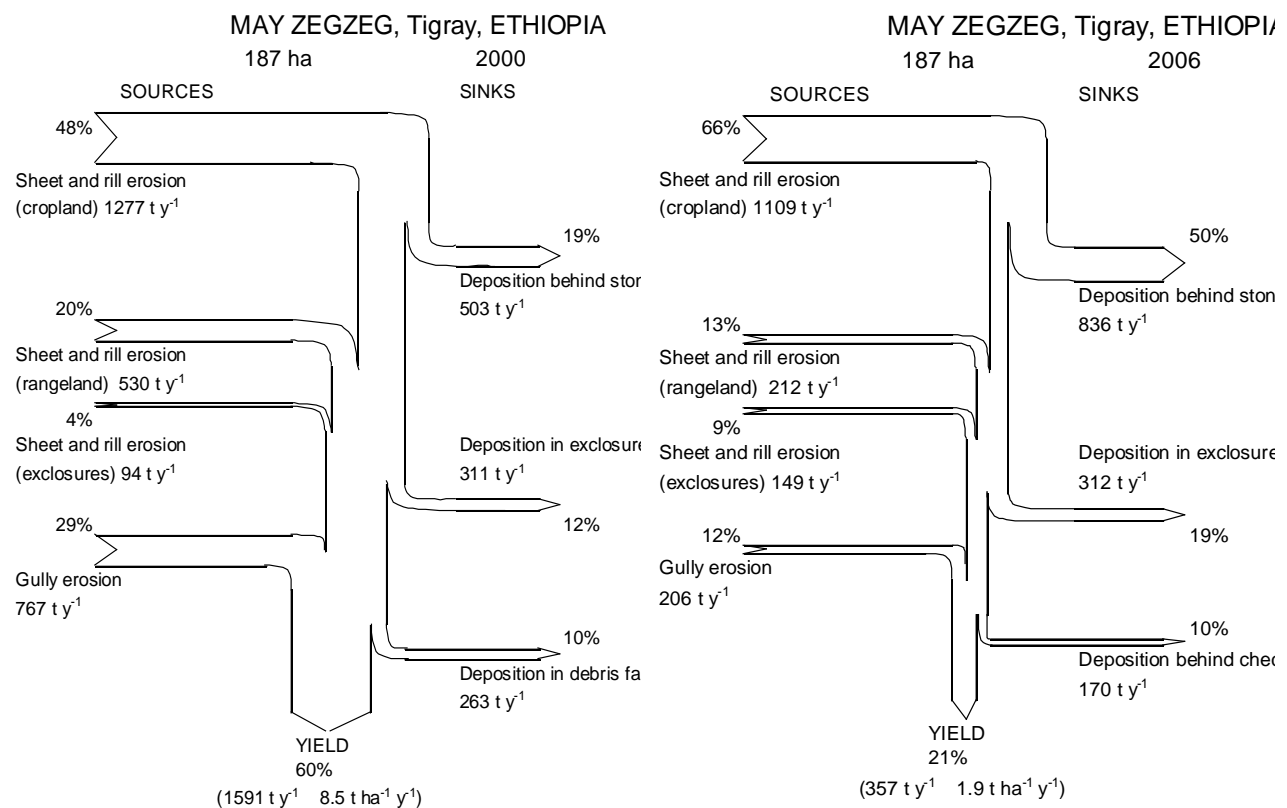 MAY ZEGZEG, Tigray, ETHIOPIA
187 ha 2000
SOURCES SINKS
48%
Sheet and rill erosion
(cropland) 1277 t y-1
19%
Deposition behind
503 t y-1
20%
Sheet and rill erosion
(rangeland) 530 t y-1
4%
Sheet and rill erosion
(exclosures) 94 t y-1
Deposition in exclosure
311 t y-1
12%
29%
Gully erosion
767 t y-1
10%
Deposition in debris
263 t y-1
YIELD
60%
(1591 t y-1 8.5 t ha-1 y-1)
MAY ZEGZEG, Tigray, ETHIOPIA
187 ha 2006
SOURCES SINKS
66%
Sheet and rill erosion
(cropland) 1109 t y-1
50%
Deposition behind
836 t y-1
13%
Sheet and rill erosion
(rangeland) 212 t y-1
9%
Sheet and rill erosion
(exclosures) 149 t y-1
Deposition in exclosure
312 t y-1
19%
12%
Gully erosion
206 t y-1
10%
Deposition behind
170 t y-1
YIELD
21%
(357 t y-1 1.9 t ha-1 y-1)